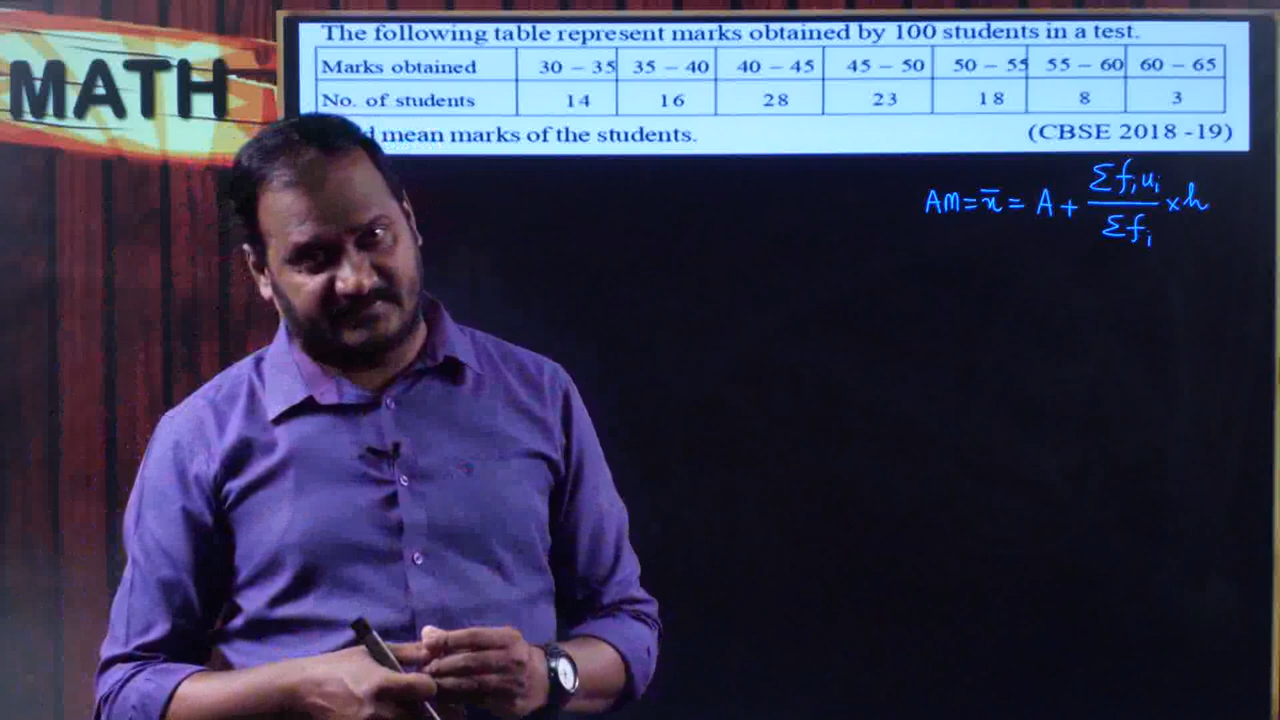 MATH
The following table represent marks obtained by 100 students in a test.
Marks obtained 30 – 35 35 – 40 40 – 45 45 – 50 50 – 55 55 – 60 60 – 65
No. of students 14 16 28 23 18 8 3
d mean marks of the students. (CBSE 2018 -19)
AM = x̄ = A + Σfᵢuᵢ / Σfᵢ × h